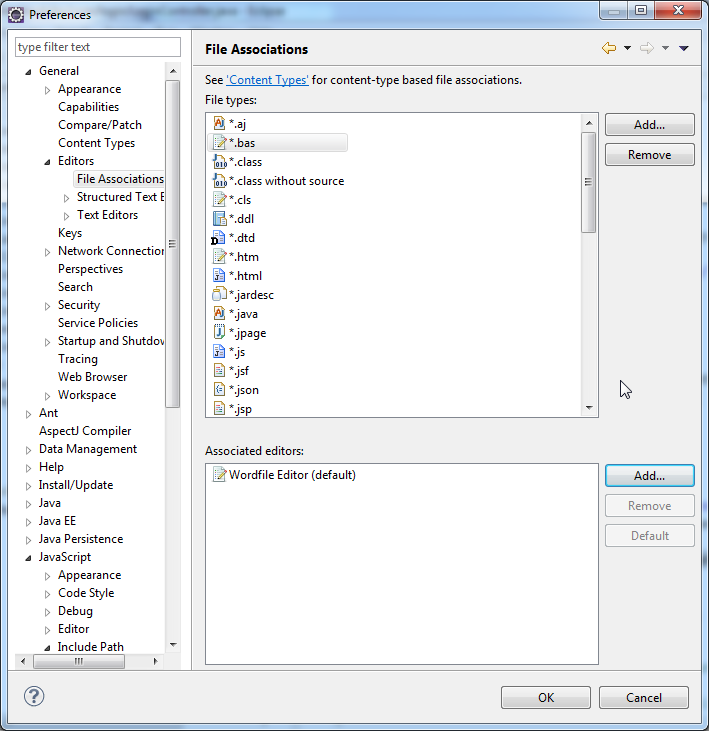 Preferences
type filter text
General
Appearance
Capabilities
Compare/Patch
Content Types
Editors
File Associations
Structured Text E
Text Editors
Keys
Network Connection
Perspectives
Search
Security
Service Policies
Startup and Shutdov
Tracing
Web Browser
Workspace
Ant
AspectJ Compiler
Data Management
Help
Install/Update
Java
Java EE
Java Persistence
JavaScript
Appearance
Code Style
Debug
Editor
Include Path
File Associations
See 'Content Types' for content-type based file associations.
File types:
*.aj
*.bas
*.class
*.class without source
*.cls
*.ddl
*.dtd
*.htm
*.html
*.jardesc
*.java
*.jpage
*.js
*.jsf
*.json
*.jsp
Add...
Remove
Associated editors:
Wordfile Editor (default)
Add...
Remove
Default
OK
Cancel